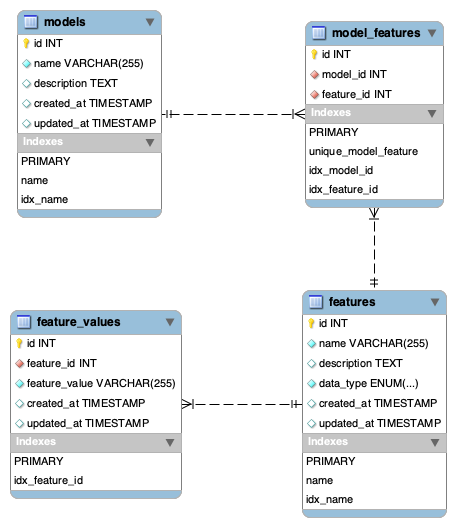 models
id INT
name VARCHAR(255)
description TEXT
created_at TIMESTAMP
updated_at TIMESTAMP
Indexes
PRIMARY
name
idx_name
model_features
id INT
model_id INT
feature_id INT
Indexes
PRIMARY
unique_model_feature
idx_model_id
idx_feature_id
feature_values
id INT
feature_id INT
feature_value VARCHAR(255)
created_at TIMESTAMP
updated_at TIMESTAMP
Indexes
PRIMARY
idx_feature_id
features
id INT
name VARCHAR(255)
description TEXT
data_type ENUM(...)
created_at TIMESTAMP
updated_at TIMESTAMP
Indexes
PRIMARY
name
idx_name